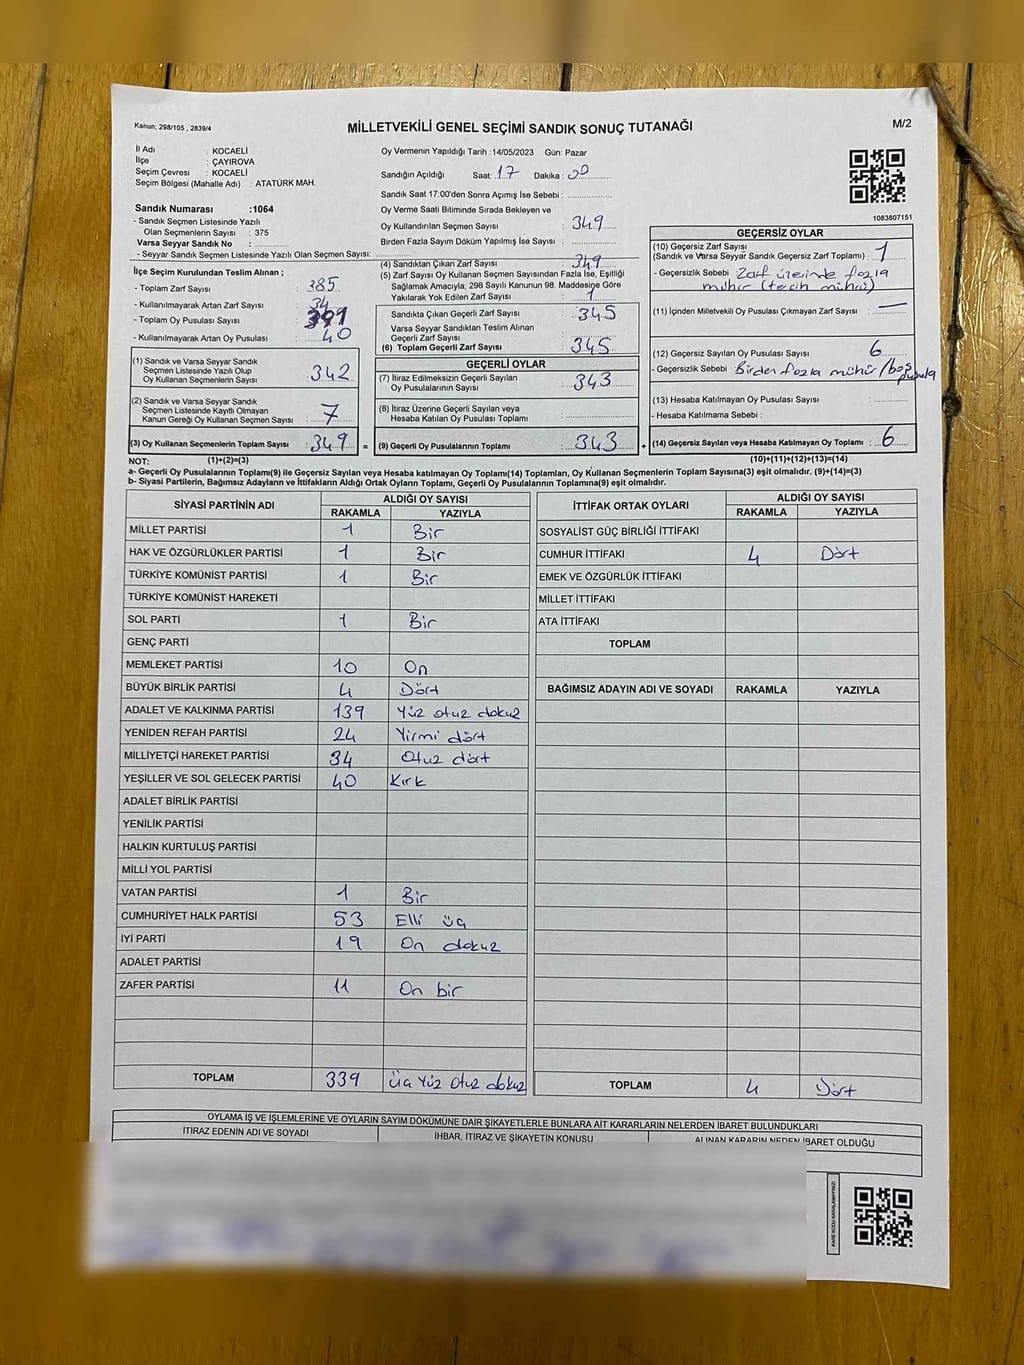 Kanun; 298/105 , 2839/4
MİLLETVEKİLİ GENEL SEÇİMİ SANDIK SONUÇ TUTANAĞI
M/2
İl Adı : KOCAELİ
İlçe : ÇAYIROVA
Seçim Çevresi : KOCAELİ
Seçim Bölgesi (Mahalle Adı) : ATATÜRK MAH.
Sandık Numarası :1064
- Sandık Seçmen Listesinde Yazılı
Olan Seçmenlerin Sayısı : 375
Varsa Seyyar Sandık No :
- Seyyar Sandık Seçmen Listesinde Yazılı Olan Seçmen Sayısı:
İlçe Seçim Kurulundan Teslim Alınan ;
- Toplam Zarf Sayısı : 385
- Kullanılmayarak Artan Zarf Sayısı : 34
- Toplam Oy Pusulası Sayısı :
- Kullanılmayarak Artan Oy Pusulası : 40
(1) Sandık ve Varsa Seyyar Sandık
Seçmen Listesinde Yazılı Olup
Oy Kullanan Seçmenlerin Sayısı : 342
(2) Sandık ve Varsa Seyyar Sandık
Seçmen Listesinde Kayıtlı Olmayan
Kanun Gereği Oy Kullanan Seçmen Sayısı : 7
(3) Oy Kullanan Seçmenlerin Toplam Sayısı : 349 =
(1)+(2)=(3)
Oy Vermenin Yapıldığı Tarih :14/05/2023 Gün: Pazar
Sandığın Açıldığı Saat: 17 Dakika : 00
Sandık Saat 17:00'den Sonra Açımış İse Sebebi :
Oy Verme Saati Bitiminde Sırada Bekleyen ve
Oy Kullandırılan Seçmen Sayısı : 349
Birden Fazla Sayım Döküm Yapılmış İse Sayısı :
(4) Sandıktan Çıkan Zarf Sayısı : 349
(5) Zarf Sayısı Oy Kullanan Seçmen Sayısından Fazla İse, Eşitliği
Sağlamak Amacıyla, 298 Sayılı Kanunun 98. Maddesine Göre
Yakılarak Yok Edilen Zarf Sayısı : 1
Sandıkta Çıkan Geçerli Zarf Sayısı : 345
Varsa Seyyar Sandıktan Teslim Alınan
Geçerli Zarf Sayısı :
(6) Toplam Geçerli Zarf Sayısı : 345
GEÇERLİ OYLAR
(7) İtiraz Edilmeksizin Geçerli Sayılan
Oy Pusulalarının Sayısı : 343
(8) İtiraz Üzerine Geçerli Sayılan veya
Hesaba Katılan Oy Pusulası Toplamı :
(9) Geçerli Oy Pusulalarının Toplamı : 343 +
1083807151
GEÇERSİZ OYLAR
(10) Geçersiz Zarf Sayısı
(Sandık ve Varsa Seyyar Sandık Geçersiz Zarf Toplamı) : 1
- Geçersizlik Sebebi : Zarf üzerinde fazla
mühür (tecih mühü)
(11) İçinden Milletvekili Oy Pusulası Çıkmayan Zarf Sayısı : —
(12) Geçersiz Sayılan Oy Pusulası Sayısı : 6
- Geçersizlik Sebebi : Birden fazla mühür /boş
pusula
(13) Hesaba Katılmayan Oy Pusulası Sayısı :
- Hesaba Katılmama Sebebi :
(14) Geçersiz Sayılan veya Hesaba Katılmayan Oy Toplamı : 6
(10)+(11)+(12)+(13)=(14)
NOT:
a- Geçerli Oy Pusulalarının Toplamı(9) ile Geçersiz Sayılan veya Hesaba katılmayan Oy Toplamı(14) Toplamları, Oy Kullanan Seçmenlerin Toplam Sayısına(3) eşit olmalıdır. (9)+(14)=(3)
b- Siyasi Partilerin, Bağımsız Adayların ve İttifakların Aldığı Ortak Oyların Toplamı, Geçerli Oy Pusulalarının Toplamına(9) eşit olmalıdır.
SİYASİ PARTİNİN ADI ALDIĞI OY SAYISI
RAKAMLA YAZIYLA
MİLLET PARTİSİ 1 Bir
HAK VE ÖZGÜRLÜKLER PARTİSİ 1 Bir
TÜRKİYE KOMÜNİST PARTİSİ 1 Bir
TÜRKİYE KOMÜNİST HAREKETİ
SOL PARTİ 1 Bir
GENÇ PARTİ
MEMLEKET PARTİSİ 10 On
BÜYÜK BİRLİK PARTİSİ 4 Dört
ADALET VE KALKINMA PARTİSİ 139 Yüz otuz dokuz
YENİDEN REFAH PARTİSİ 24 Yirmi dört
MİLLİYETÇİ HAREKET PARTİSİ 34 Otuz dört
YEŞİLLER VE SOL GELECEK PARTİSİ 40 Kırk
ADALET BİRLİK PARTİSİ
YENİLİK PARTİSİ
HALKIN KURTULUŞ PARTİSİ
MİLLİ YOL PARTİSİ
VATAN PARTİSİ 1 Bir
CUMHURİYET HALK PARTİSİ 53 Elli üç
İYİ PARTİ 19 On dokuz
ADALET PARTİSİ
ZAFER PARTİSİ 11 On bir
TOPLAM 339 Üç Yüz Otuz dokuz
İTTİFAK ORTAK OYLARI ALDIĞI OY SAYISI
RAKAMLA YAZIYLA
SOSYALİST GÜÇ BİRLİĞİ İTTİFAKI
CUMHUR İTTİFAKI 4 Dört
EMEK VE ÖZGÜRLÜK İTTİFAKI
MİLLET İTTİFAKI
ATA İTTİFAKI
TOPLAM
BAĞIMSIZ ADAYIN ADI VE SOYADI RAKAMLA YAZIYLA
TOPLAM 4 Dört
OYLAMA İŞ VE İŞLEMLERİNE VE OYLARIN SAYIM DÖKÜMÜNE DAİR ŞİKAYETLERLE BUNLARA AİT KARARLARIN NELERDEN İBARET BULUNDUKLARI
İTİRAZ EDENİN ADI VE SOYADI İHBAR, İTİRAZ VE ŞİKAYETİN KONUSU ALINAN KARARIN NEDEN İBARET OLDUĞU